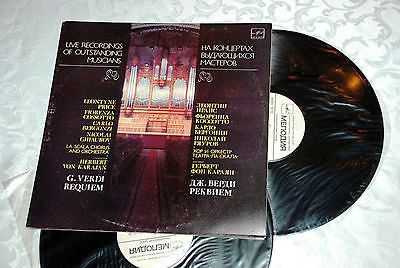 LIVE RECORDINGS
OF OUTSTANDING
MUSICIANS
LEONTYNE
PRICE
FIORENZA
COSSOTTO
CARLO
BERGONZI
NICOLAI
GHIAUROV
LA SCALA CHORUS
AND ORCHESTRA
HERBERT
VON KARAJAN
G. VERDI
REQUIEM
НА КОНЦЕРТАХ
ВЫДАЮЩИХСЯ
МАСТЕРОВ
ЛЕОНТИН
ПРАЙС
ФЬОРЕНЦА
КОССОТТО
КАРЛО
БЕРГОНЦИ
НИКОЛАЙ
ГЯУРОВ
ХОР И ОРКЕСТР
ТЕАТРА «ЛА СКАЛА»
ГЕРБЕРТ
ФОН КАРАЯН
ДЖ. ВЕРДИ
РЕКВИЕМ
МЕЛОДИЯ
МЕЛОДИЯ